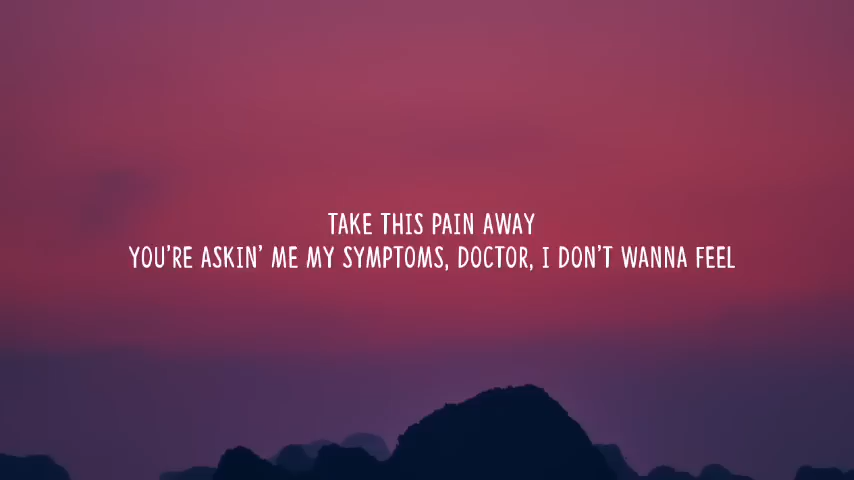 TAKE THIS PAIN AWAY
YOU'RE ASKIN' ME MY SYMPTOMS, DOCTOR, I DON'T WANNA FEEL